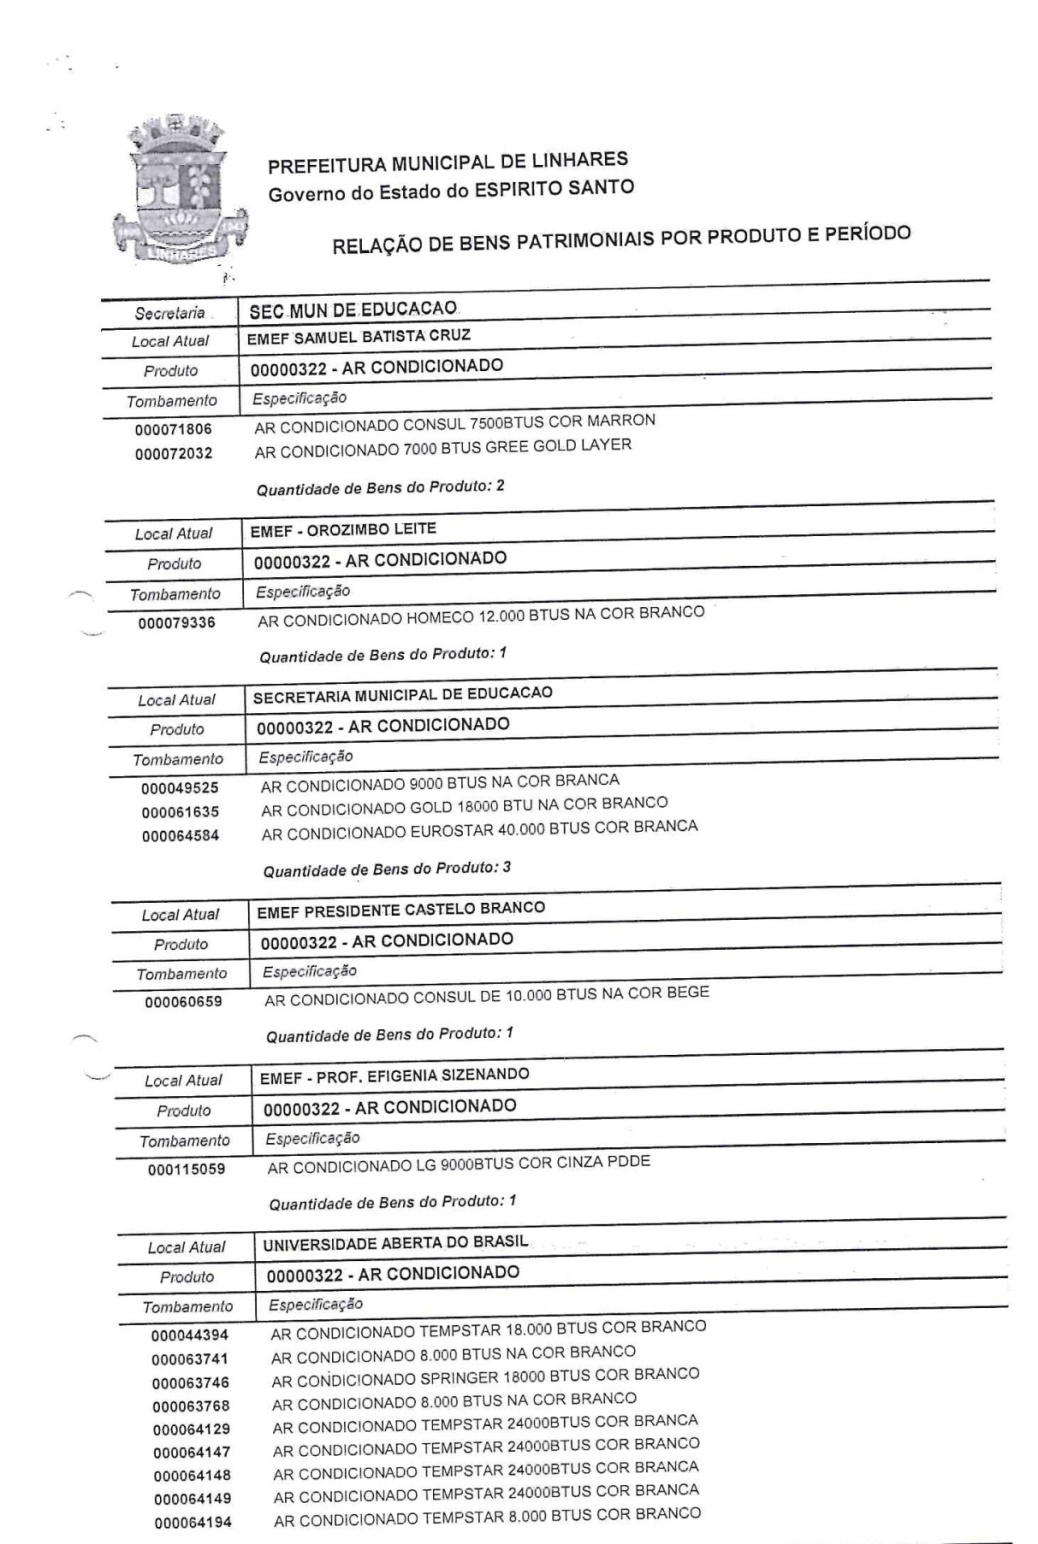 PREFEITURA MUNICIPAL DE LINHARES
Governo do Estado do ESPIRITO SANTO
LINHARES
RELAÇÃO DE BENS PATRIMONIAIS POR PRODUTO E PERÍODO
Secretaria SEC MUN DE EDUCACAO
Local Atual EMEF SAMUEL BATISTA CRUZ
Produto 00000322 - AR CONDICIONADO
Tombamento Especificação
000071806 AR CONDICIONADO CONSUL 7500BTUS COR MARRON
000072032 AR CONDICIONADO 7000 BTUS GREE GOLD LAYER
Quantidade de Bens do Produto: 2
Local Atual EMEF - OROZIMBO LEITE
Produto 00000322 - AR CONDICIONADO
Tombamento Especificação
000079336 AR CONDICIONADO HOMECO 12.000 BTUS NA COR BRANCO
Quantidade de Bens do Produto: 1
Local Atual SECRETARIA MUNICIPAL DE EDUCACAO
Produto 00000322 - AR CONDICIONADO
Tombamento Especificação
000049525 AR CONDICIONADO 9000 BTUS NA COR BRANCA
000061635 AR CONDICIONADO GOLD 18000 BTU NA COR BRANCO
000064584 AR CONDICIONADO EUROSTAR 40.000 BTUS COR BRANCA
Quantidade de Bens do Produto: 3
Local Atual EMEF PRESIDENTE CASTELO BRANCO
Produto 00000322 - AR CONDICIONADO
Tombamento Especificação
000060659 AR CONDICIONADO CONSUL DE 10.000 BTUS NA COR BEGE
Quantidade de Bens do Produto: 1
Local Atual EMEF - PROF. EFIGENIA SIZENANDO
Produto 00000322 - AR CONDICIONADO
Tombamento Especificação
000115059 AR CONDICIONADO LG 9000BTUS COR CINZA PDDE
Quantidade de Bens do Produto: 1
Local Atual UNIVERSIDADE ABERTA DO BRASIL
Produto 00000322 - AR CONDICIONADO
Tombamento Especificação
000044394 AR CONDICIONADO TEMPSTAR 18.000 BTUS COR BRANCO
000063741 AR CONDICIONADO 8.000 BTUS NA COR BRANCO
000063746 AR CONDICIONADO SPRINGER 18000 BTUS COR BRANCO
000063768 AR CONDICIONADO 8.000 BTUS NA COR BRANCO
000064129 AR CONDICIONADO TEMPSTAR 24000BTUS COR BRANCA
000064147 AR CONDICIONADO TEMPSTAR 24000BTUS COR BRANCO
000064148 AR CONDICIONADO TEMPSTAR 24000BTUS COR BRANCA
000064149 AR CONDICIONADO TEMPSTAR 24000BTUS COR BRANCA
000064194 AR CONDICIONADO TEMPSTAR 8.000 BTUS COR BRANCO